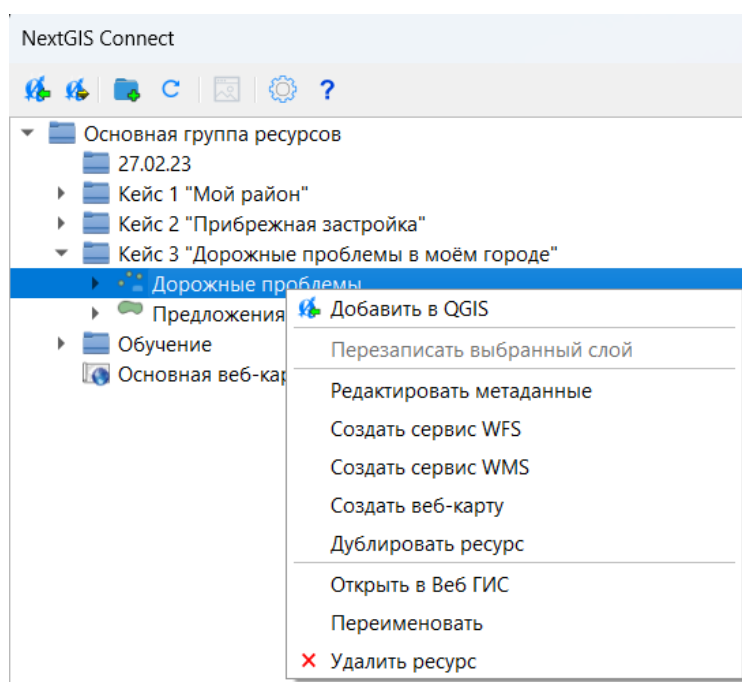 NextGIS Connect
?
Основная группа ресурсов
27.02.23
Кейс 1 "Мой район"
Кейс 2 "Прибрежная застройка"
Кейс 3 "Дорожные проблемы в моём городе"
Дорожные проблемы
Предложения
Обучение
Основная веб-кар
Добавить в QGIS
Перезаписать выбранный слой
Редактировать метаданные
Создать сервис WFS
Создать сервис WMS
Создать веб-карту
Дублировать ресурс
Открыть в Веб ГИС
Переименовать
Удалить ресурс